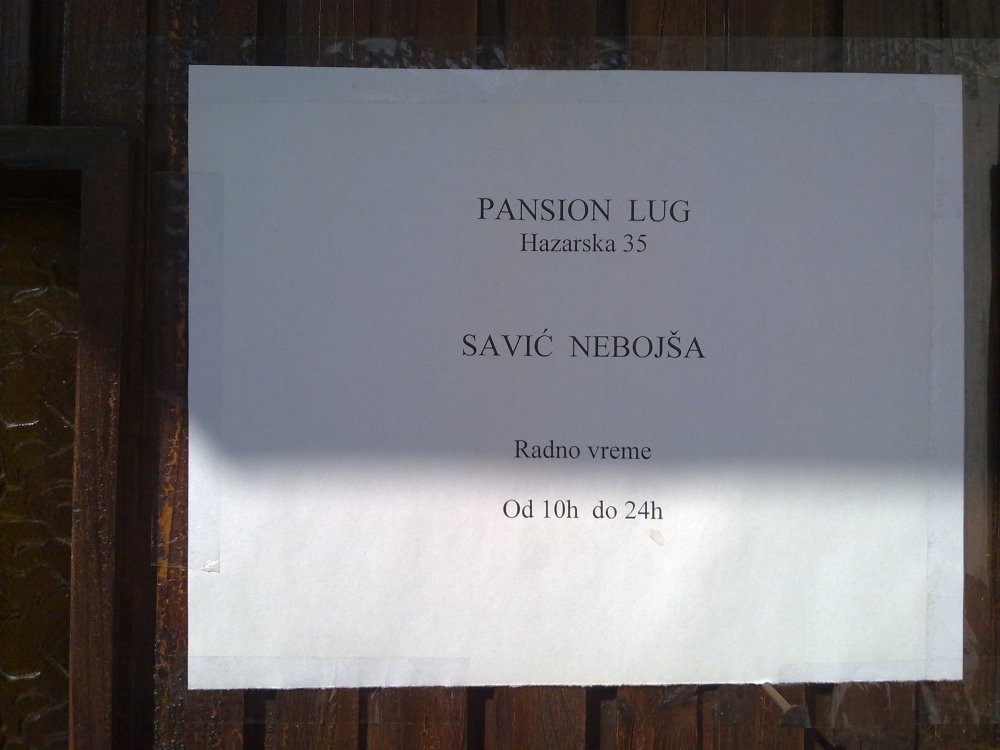 PANSION LUG
Hazarska 35
SAVIĆ NEBOJŠA
Radno vreme
Od 10h do 24h